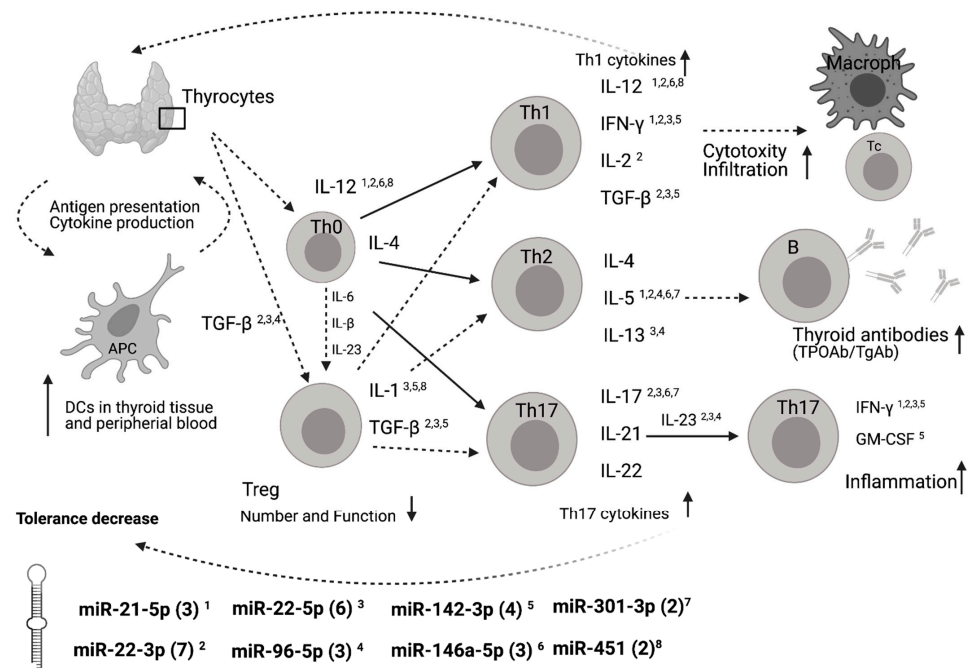 Th1 cytokines
Macroph
Thyrocytes
IL-12 1,2,6,8
Th1
IFN-γ 1,2,3,5
Tc
IL-2 2
Cytotoxity
Infiltration
IL-12 1,2,6,8
TGF-β 2,3,5
Antigen presentation
Cytokine production
Th0
IL-4
Th2
IL-4
B
IL-6
IL-5 1,2,4,6,7
TGF-β 2,3,4
IL-β
IL-13 3,4
Thyroid antibodies
(TPOAb/TgAb)
APC
IL-23
IL-1 3,5,8
DCs in thyroid tissue
and peripherial blood
TGF-β 2,3,5
Th17
IL-17 2,3,6,7
IL-23 2,3,4
Th17
IFN-γ 1,2,3,5
IL-21
GM-CSF 5
IL-22
Inflammation
Treg
Number and Function
Th17 cytokines
Tolerance decrease
miR-21-5p (3) 1 miR-22-5p (6) 3 miR-142-3p (4) 5 miR-301-3p (2)7
miR-22-3p (7) 2 miR-96-5p (3) 4 miR-146a-5p (3) 6 miR-451 (2)8